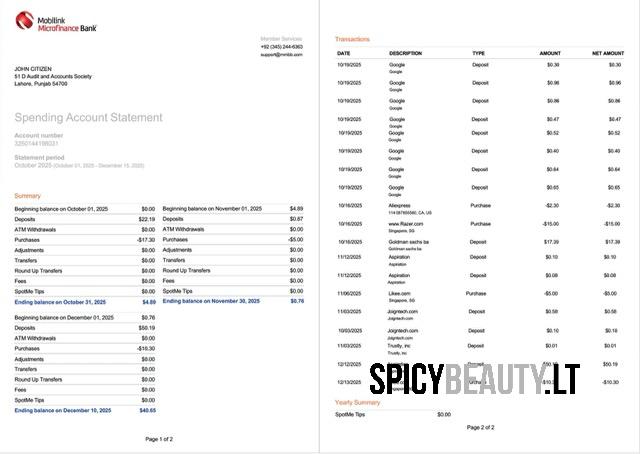 Mobilink
Microfinance Bank
Member Services
+92 (345) 244-6363
support@mmbb.com
JOHN CITIZEN
51 D Audit and Accounts Society
Lahore, Punjab 54700
Spending Account Statement
Account number
3250144198031
Statement period
October 2025 (October 01, 2025 - December 15, 2025)
Summary
Beginning balance on October 01, 2025 $0.00
Deposits $22.19
ATM Withdrawals $0.00
Purchases -$17.30
Adjustments $0.00
Transfers $0.00
Round Up Transfers $0.00
Fees $0.00
SpotMe Tips $0.00
Ending balance on October 31, 2025 $4.89
Beginning balance on November 01, 2025 $4.89
Deposits $0.87
ATM Withdrawals $0.00
Purchases -$5.00
Adjustments $0.00
Transfers $0.00
Round Up Transfers $0.00
Fees $0.00
SpotMe Tips $0.00
Ending balance on November 30, 2025 $0.76
Beginning balance on December 01, 2025 $0.76
Deposits $50.19
ATM Withdrawals $0.00
Purchases -$10.30
Adjustments $0.00
Transfers $0.00
Round Up Transfers $0.00
Fees $0.00
SpotMe Tips $0.00
Ending balance on December 10, 2025 $40.65
Page 1 of 2
Transactions
DATE DESCRIPTION TYPE AMOUNT NET AMOUNT
10/19/2025 Google Deposit $0.30 $0.30
Google
10/19/2025 Google Deposit $0.96 $0.96
Google
10/19/2025 Google Deposit $0.86 $0.86
Google
10/19/2025 Google Deposit $0.47 $0.47
Google
10/19/2025 Google Deposit $0.52 $0.52
Google
10/19/2025 Google Deposit $0.40 $0.40
Google
10/19/2025 Google Deposit $0.64 $0.64
Google
10/19/2025 Google Deposit $0.65 $0.65
Google
10/16/2025 Aliexpress Purchase -$2.30 -$2.30
CA, US
10/16/2025 www.Razer.com Purchase -$15.00 -$15.00
Singapore, SG
10/16/2025 Goldman sachs ba Deposit $17.39 $17.39
Goldman sachs ba
11/12/2025 Aspiration Deposit $0.10 $0.10
Aspiration
11/12/2025 Aspiration Deposit $0.08 $0.08
Aspiration
11/06/2025 Likee.com Purchase -$5.00 -$5.00
Singapore, SG
11/03/2025 Joigntech.com Deposit $0.58 $0.58
Joigntech.com
10/03/2025 Joigntech.com Deposit $0.10 $0.18
Joigntech.com
11/03/2025 Trustly, inc Deposit $0.01 $0.01
Trustly, inc
12/12/2025 $50.19
12/13/2025 -$10.30
SPICYBEAUTY.LT
Yearly Summary
SpotMe Tips $0.00
Page 2 of 2